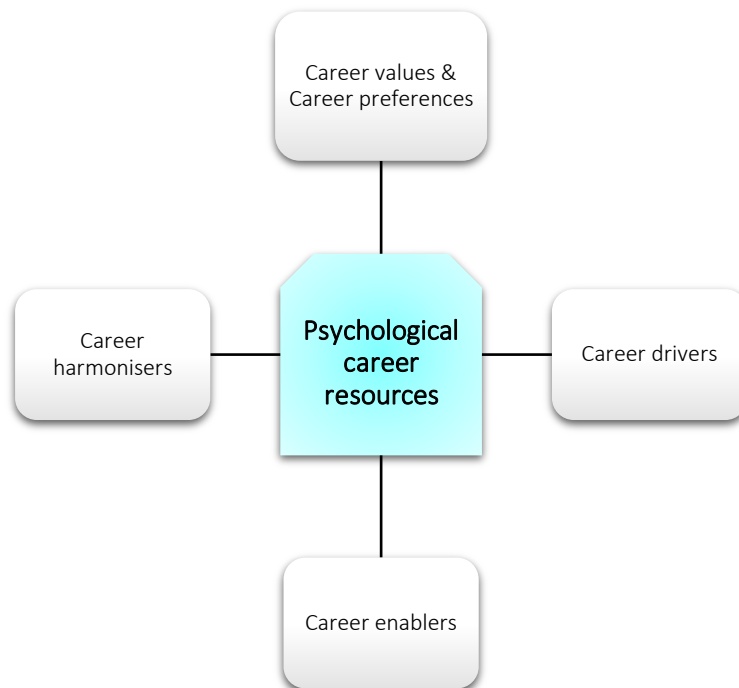 Career values &
Career preferences
Psychological
career
resources
Career
harmonisers
Career drivers
Career enablers